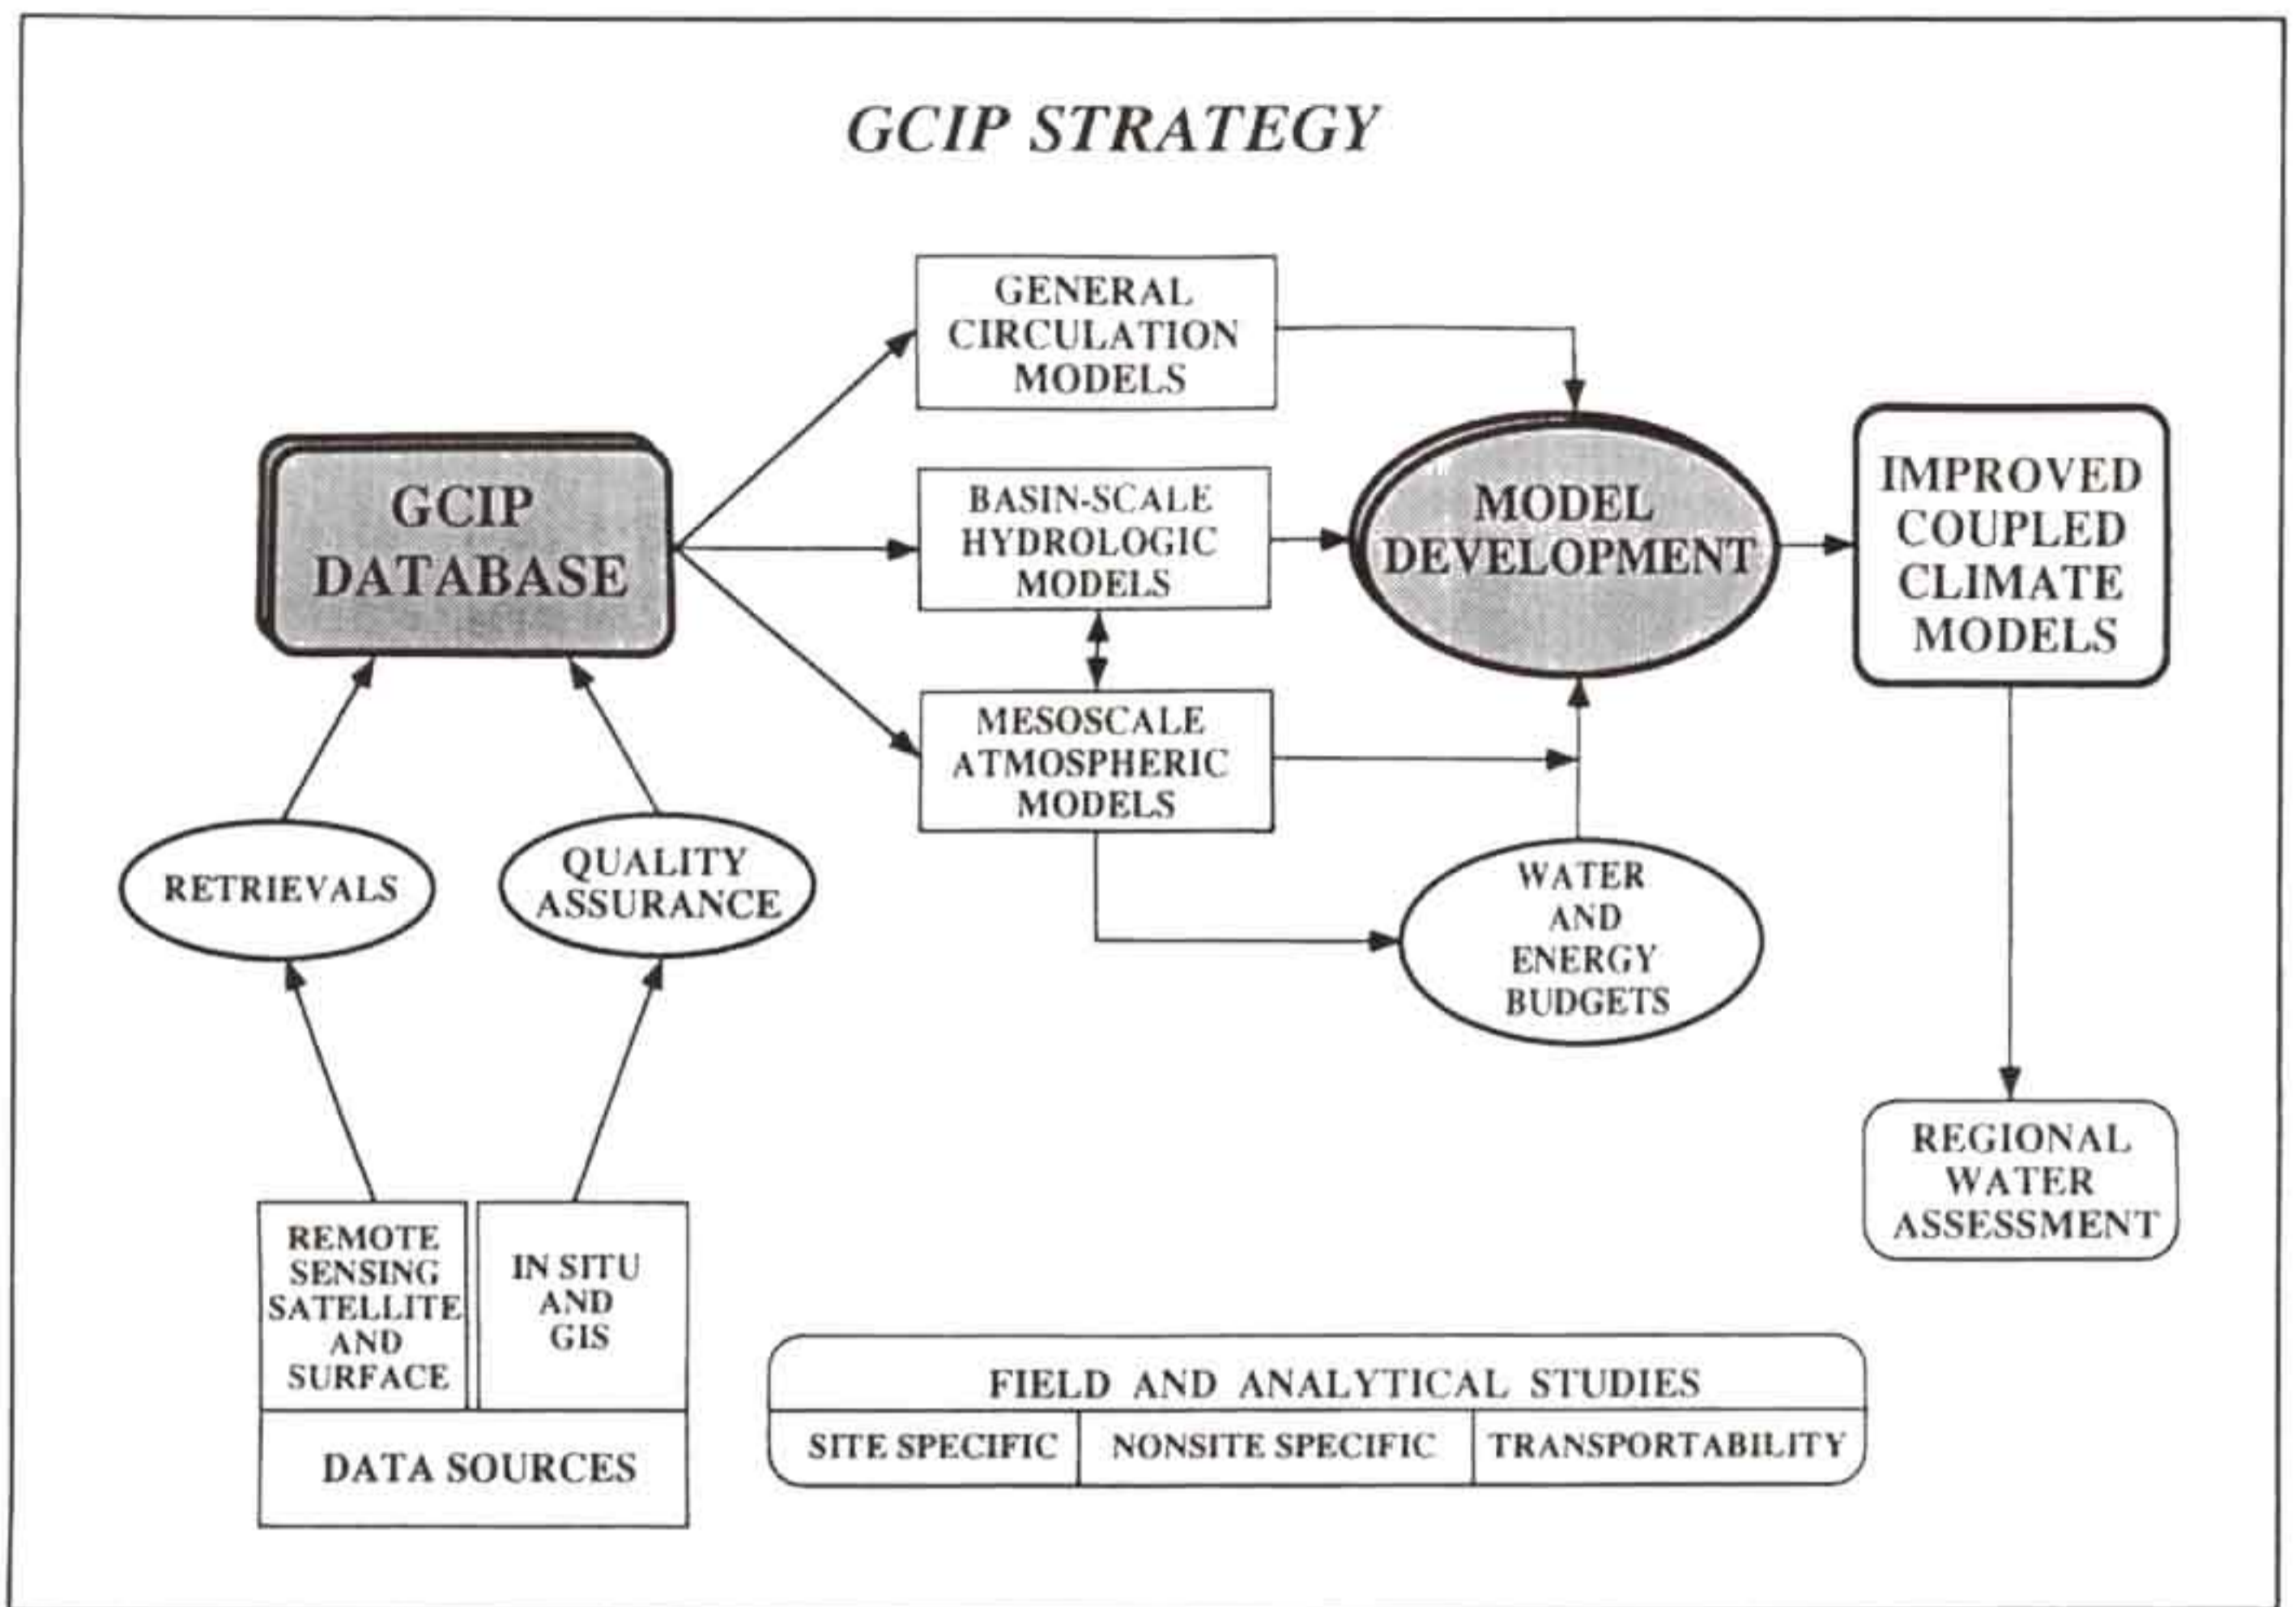 GCIP STRATEGY
GENERAL
CIRCULATION
MODELS
GCIP
DATABASE
BASIN-SCALE
HYDROLOGIC
MODELS
MODEL
DEVELOPMENT
IMPROVED
COUPLED
CLIMATE
MODELS
MESOSCALE
ATMOSPHERIC
MODELS
RETRIEVALS
QUALITY
ASSURANCE
WATER
AND
ENERGY
BUDGETS
REMOTE
SENSING
SATELLITE
AND
SURFACE
IN SITU
AND
GIS
DATA SOURCES
REGIONAL
WATER
ASSESSMENT
FIELD AND ANALYTICAL STUDIES
SITE SPECIFIC
NONSITE SPECIFIC
TRANSPORTABILITY